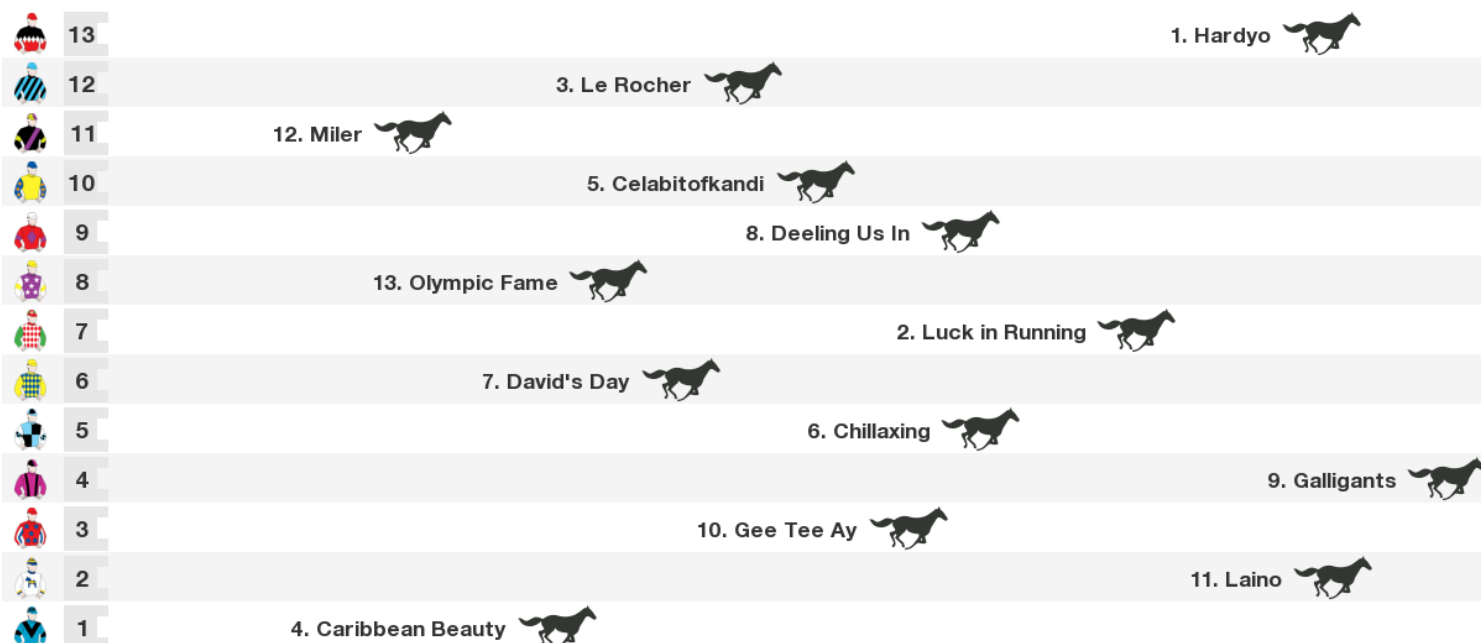 13 1. Hardyo
12 3. Le Rocher
11 12. Miler
10 5. Celabitofkandi
9 8. Deeling Us In
8 13. Olympic Fame
7 2. Luck in Running
6 7. David's Day
5 6. Chillaxing
4 9. Galligants
3 10. Gee Tee Ay
2 11. Laino
1 4. Caribbean Beauty